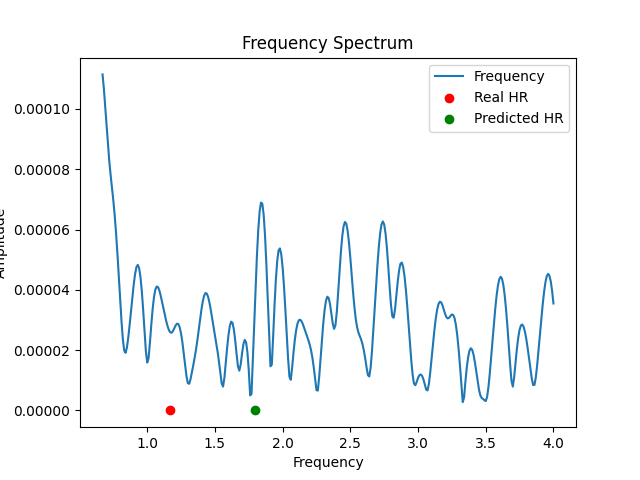 Frequency Spectrum
Frequency
Real HR
Predicted HR
0.00010
0.00008
0.00006
0.00004
0.00002
0.00000
Amplitude
1.0 1.5 2.0 2.5 3.0 3.5 4.0
Frequency